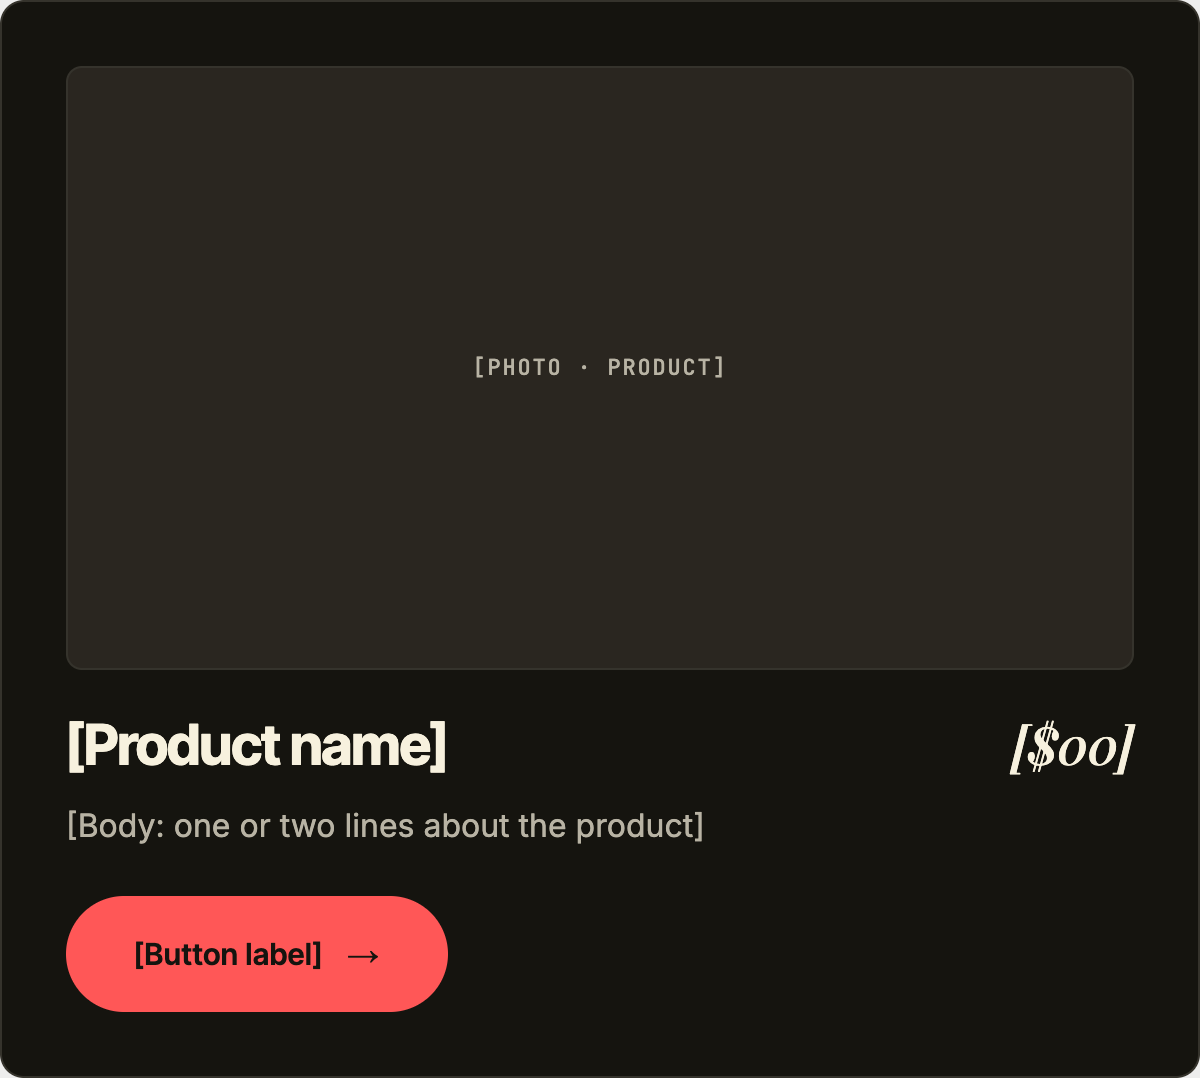 [PHOTO · PRODUCT]
[Product name]
[$00]
[Body: one or two lines about the product]
[Button label] →